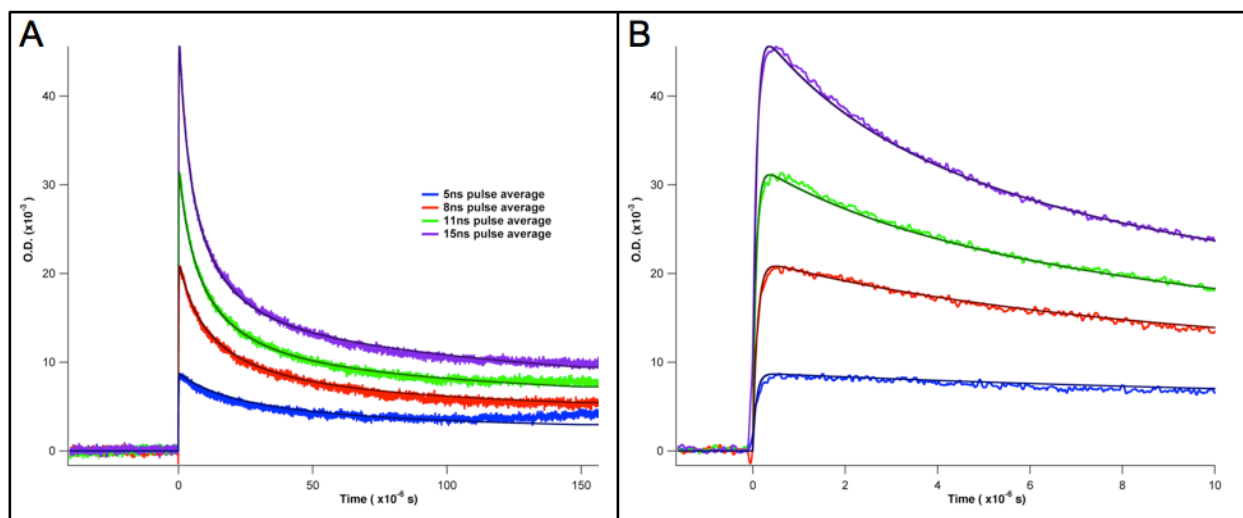 A
40
30
20
10
0
O.D. (x10⁻³)
5ns pulse average
8ns pulse average
11ns pulse average
15ns pulse average
0 50 100 150
Time ( x10⁻⁶ s)
B
40
30
20
10
0
O.D. (x10⁻³)
0 2 4 6 8 10
Time ( x10⁻⁶ s)